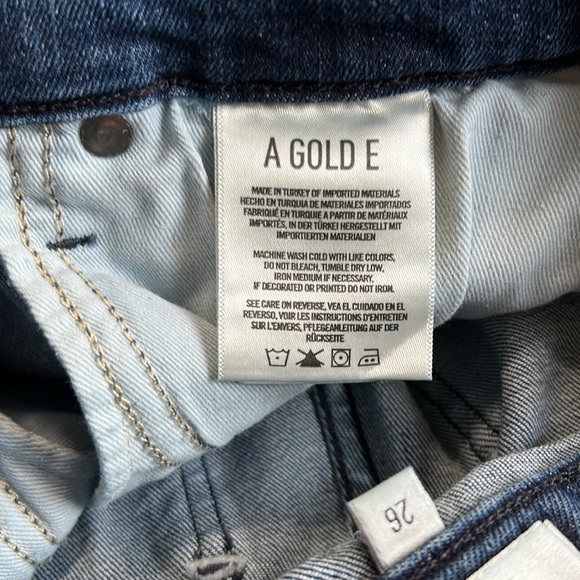 A GOLD E
MADE IN TURKEY OF IMPORTED MATERIALS
HECHO EN TURQUIA DE MATERIALES IMPORTADOS
FABRIQUÉ EN TURQUIE A PARTIR DE MATÉRIAUX
IMPORTÉS, IN DER TÜRKEI HERGESTELLT MIT
IMPORTIERTEN MATERIALIEN
MACHINE WASH COLD WITH LIKE COLORS,
DO NOT BLEACH, TUMBLE DRY LOW,
IRON MEDIUM IF NECESSARY,
IF DECORATED OR PRINTED DO NOT IRON.
SEE CARE ON REVERSE, VEA EL CUIDADO EN EL
REVERSO, VOIR LES INSTRUCTIONS D'ENTRETIEN
SUR L'ENVERS, PFLEGEANLEITUNG AUF DER
RÜCKSEITE
26